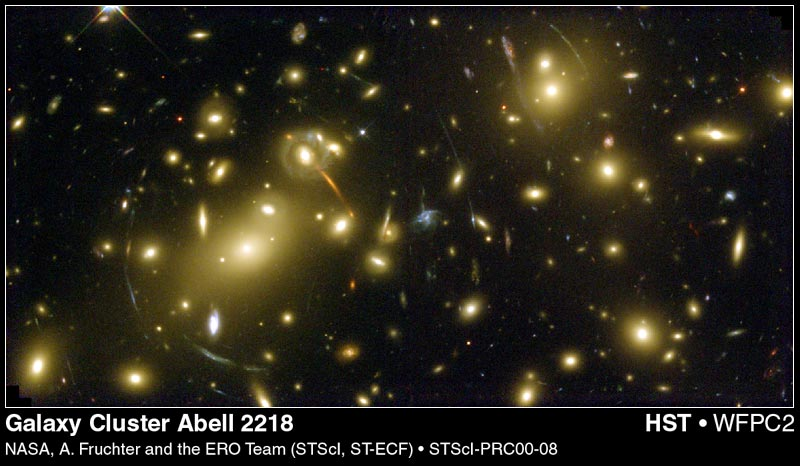 Galaxy Cluster Abell 2218
HST • WFPC2
NASA, A. Fruchter and the ERO Team (STScI, ST-ECF) • STScI-PRC00-08